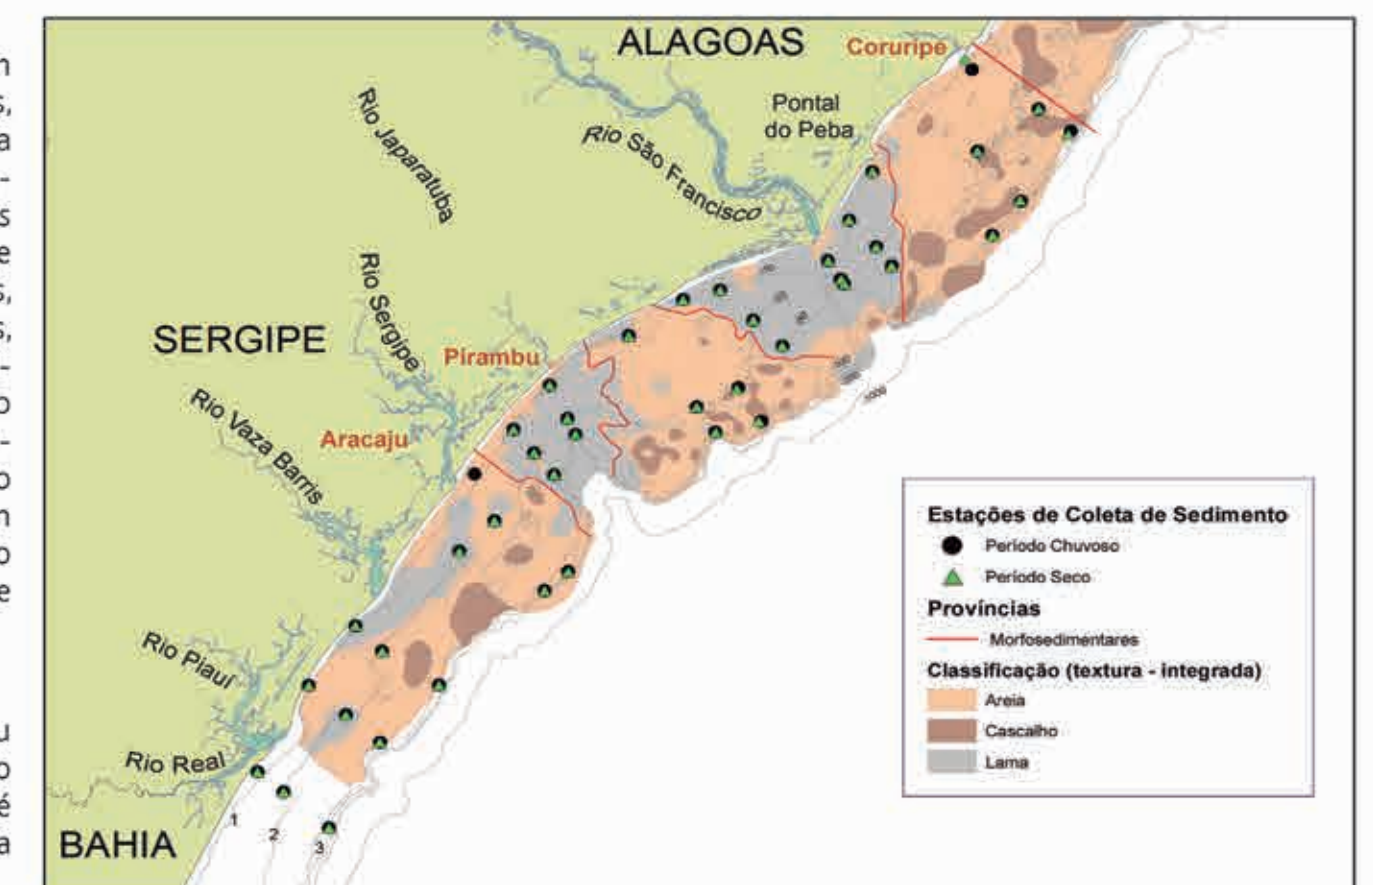 ALAGOAS
Coruripe
Pontal
do Peba
Rio Japaratuba
Rio São Francisco
Rio Sergipe
SERGIPE
Pirambu
Rio Vaza Barris
Aracaju
Rio Piauí
Rio Real
BAHIA
1
2
3
1000
Estações de Coleta de Sedimento
Período Chuvoso
Período Seco
Províncias
Morfosedimentares
Classificação (textura - integrada)
Areia
Cascalho
Lama